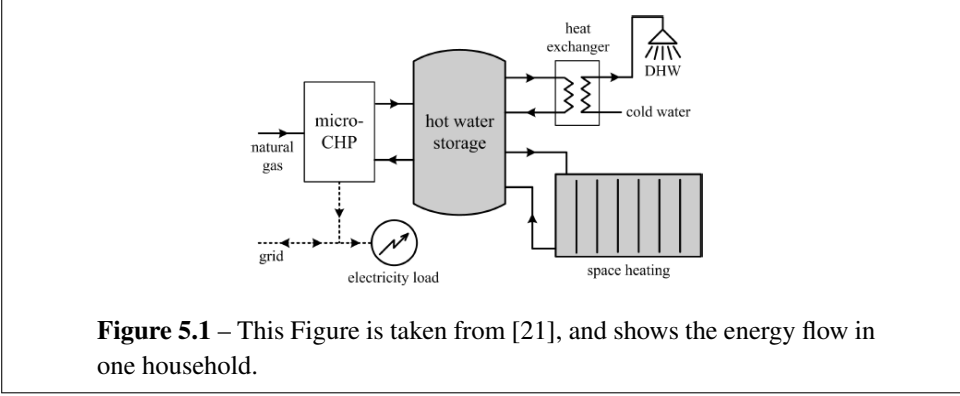 heat
exchanger
DHW
cold water
micro-
CHP
hot water
storage
natural
gas
grid
electricity load
space heating
Figure 5.1 – This Figure is taken from [21], and shows the energy flow in
one household.